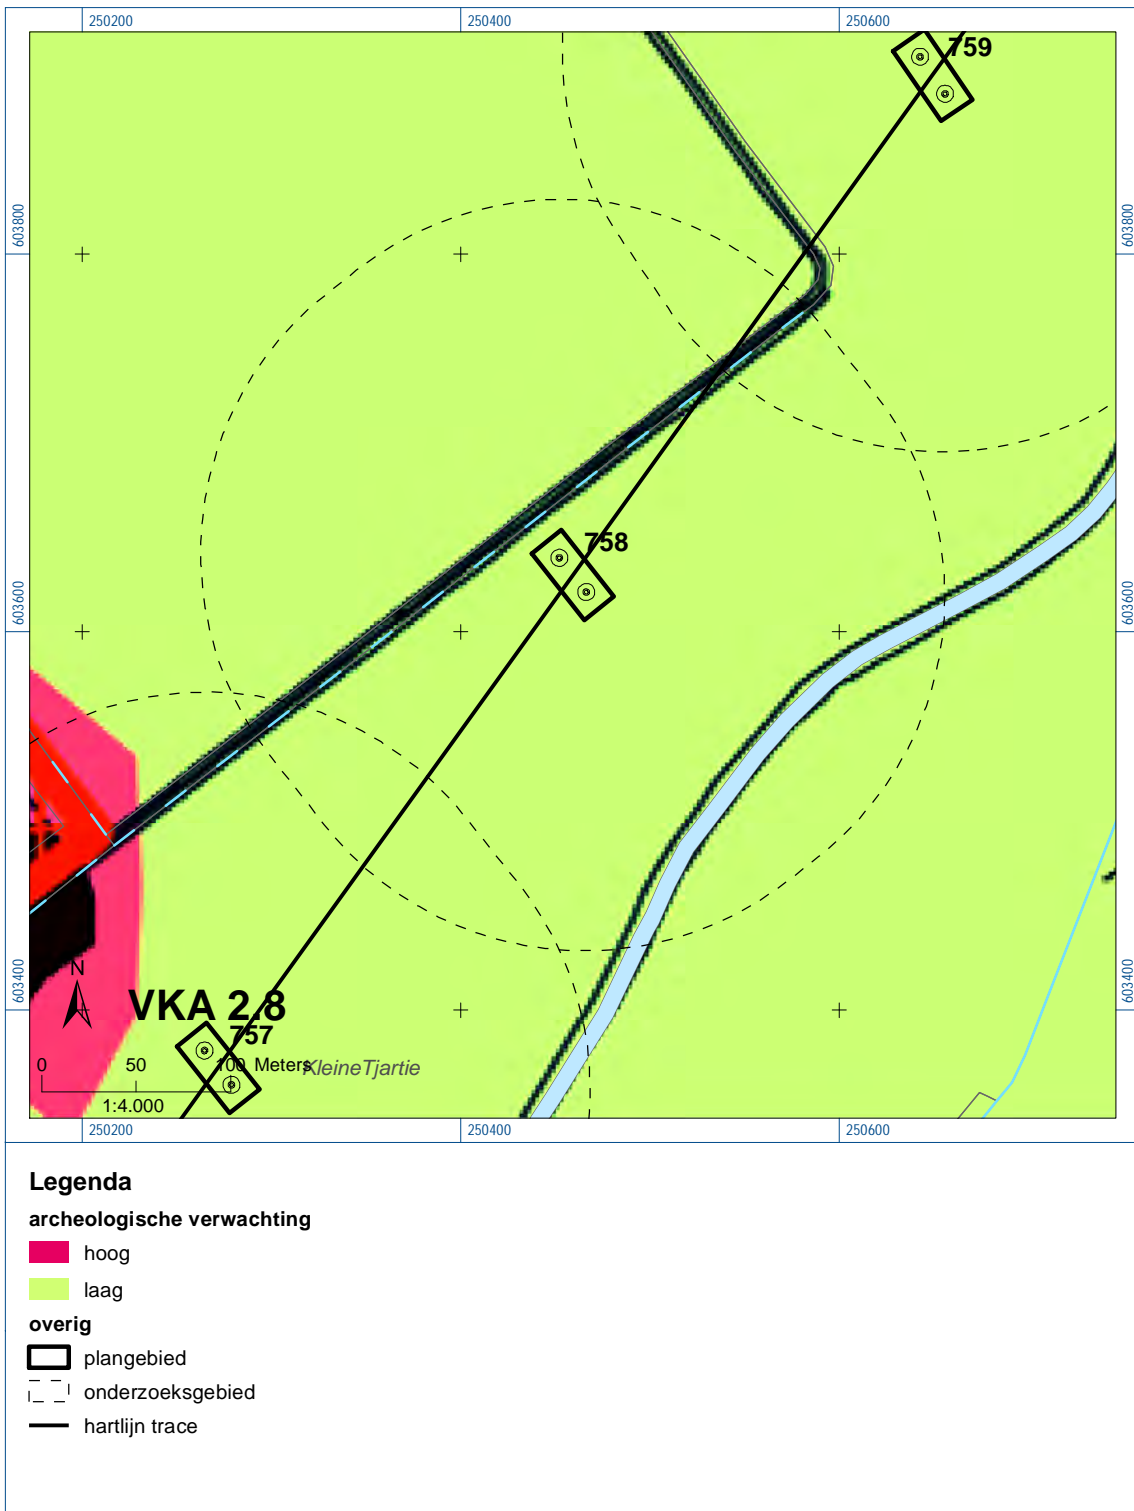 250200
250400
250600
759
603800
603800
758
603600
603600
603400
603400
N
VKA 2.8
757
0 50 100 Meters
KleineTjartie
1:4.000
250200
250400
250600
Legenda
archeologische verwachting
hoog
laag
overig
plangebied
onderzoeksgebied
hartlijn trace